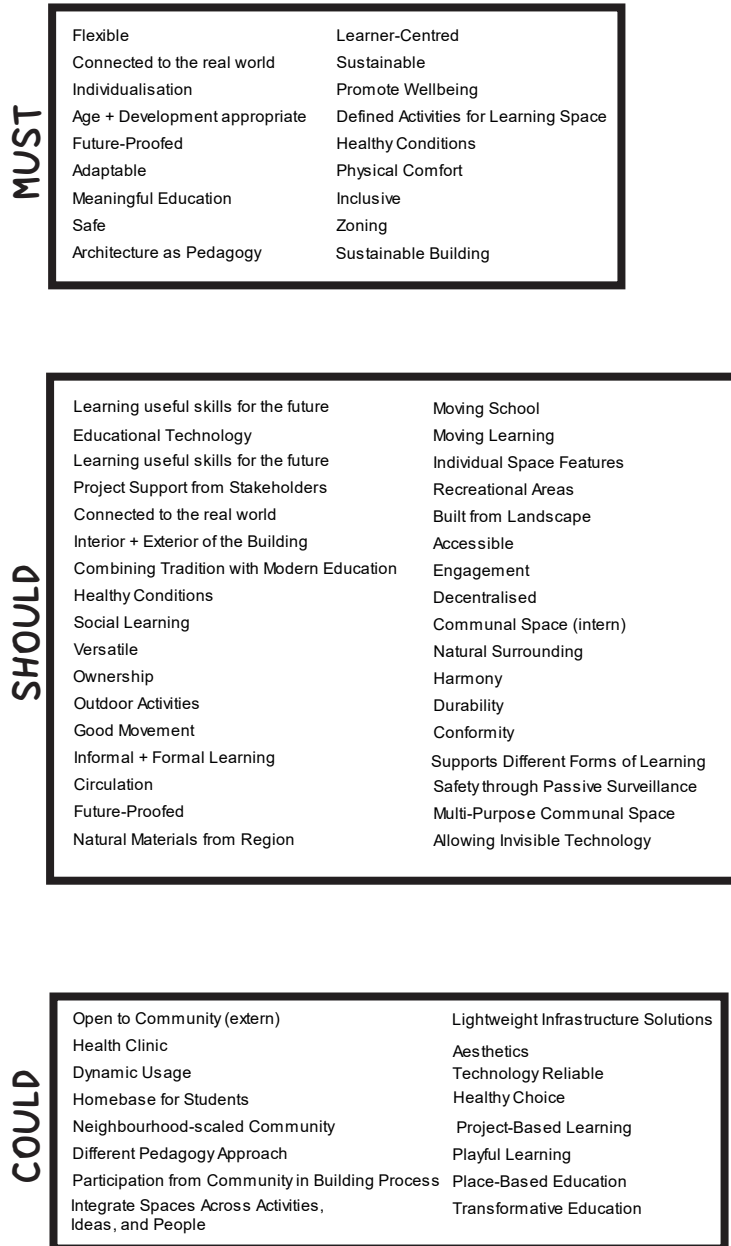 MUST
Flexible
Connected to the real world
Individualisation
Age + Development appropriate
Future-Proofed
Adaptable
Meaningful Education
Safe
Architecture as Pedagogy
Learner-Centred
Sustainable
Promote Wellbeing
Defined Activities for Learning Space
Healthy Conditions
Physical Comfort
Inclusive
Zoning
Sustainable Building
SHOULD
Learning useful skills for the future
Educational Technology
Learning useful skills for the future
Project Support from Stakeholders
Connected to the real world
Interior + Exterior of the Building
Combining Tradition with Modern Education
Healthy Conditions
Social Learning
Versatile
Ownership
Outdoor Activities
Good Movement
Informal + Formal Learning
Circulation
Future-Proofed
Natural Materials from Region
Moving School
Moving Learning
Individual Space Features
Recreational Areas
Built from Landscape
Accessible
Engagement
Decentralised
Communal Space (intern)
Natural Surrounding
Harmony
Durability
Conformity
Supports Different Forms of Learning
Safety through Passive Surveillance
Multi-Purpose Communal Space
Allowing Invisible Technology
COULD
Open to Community (extern)
Health Clinic
Dynamic Usage
Homebase for Students
Neighbourhood-scaled Community
Different Pedagogy Approach
Participation from Community in Building Process
Integrate Spaces Across Activities,
Ideas, and People
Lightweight Infrastructure Solutions
Aesthetics
Technology Reliable
Healthy Choice
Project-Based Learning
Playful Learning
Place-Based Education
Transformative Education